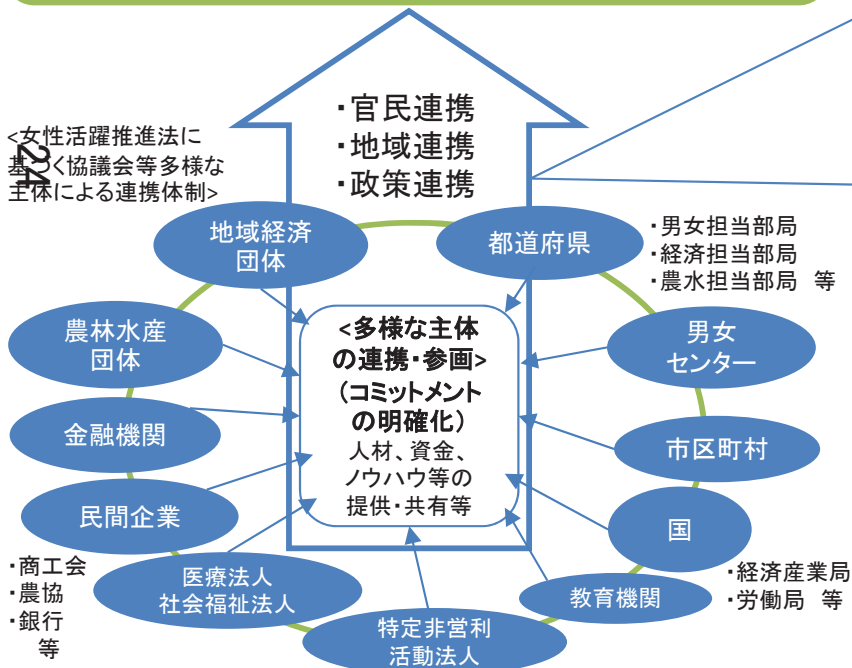 ・官民連携
・地域連携
・政策連携
<女性活躍推進法に
基づく協議会等多様な
主体による連携体制>
24
地域経済
団体
都道府県
・男女担当部局
・経済担当部局
・農水担当部局 等
農林水産
団体
<多様な主体
の連携・参画>
(コミットメント
の明確化)
人材、資金、
ノウハウ等の
提供・共有等
男女
センター
金融機関
市区町村
民間企業
国
・商工会
・農協
・銀行
等
医療法人
社会福祉法人
特定非営利
活動法人
教育機関
・経済産業局
・労働局 等